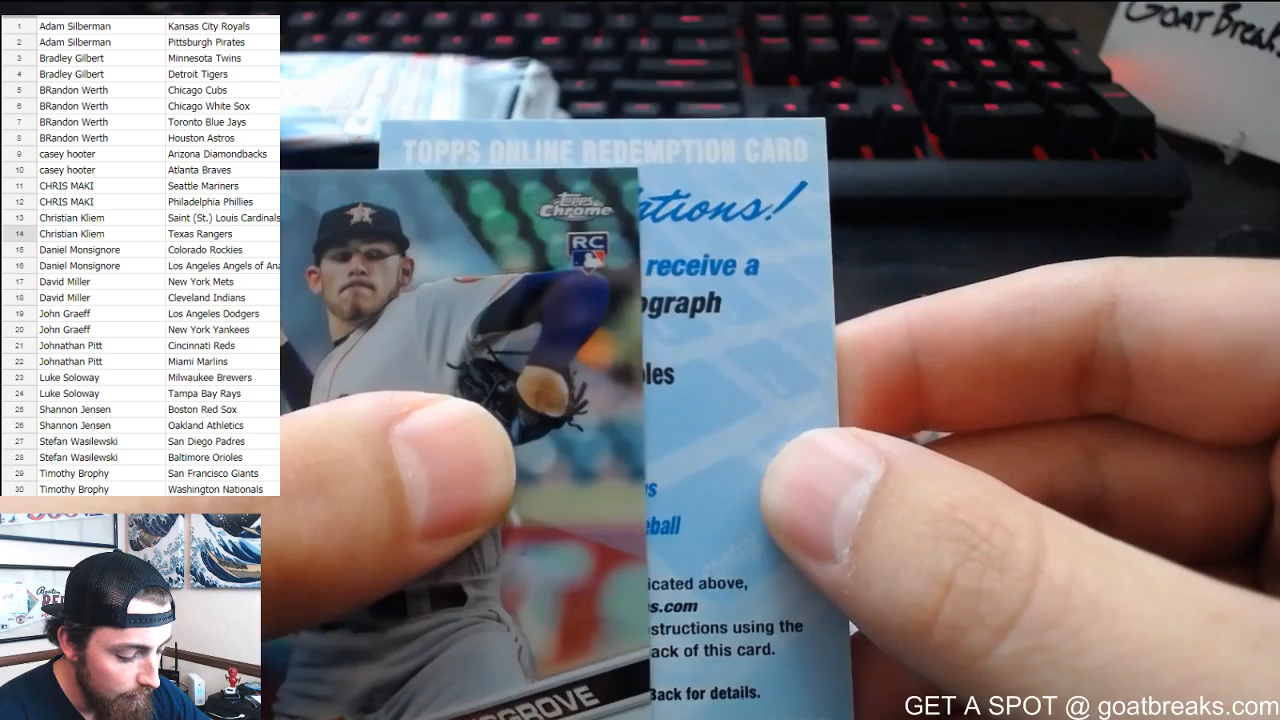 1 Adam Silberman Kansas City Royals
2 Adam Silberman Pittsburgh Pirates
3 Bradley Gilbert Minnesota Twins
4 Bradley Gilbert Detroit Tigers
5 BRandon Werth Chicago Cubs
6 BRandon Werth Chicago White Sox
7 BRandon Werth Toronto Blue Jays
8 BRandon Werth Houston Astros
9 casey hooter Arizona Diamondbacks
10 casey hooter Atlanta Braves
11 CHRIS MAKI Seattle Mariners
12 CHRIS MAKI Philadelphia Phillies
13 Christian Kliem Saint (St.) Louis Cardinals
14 Christian Kliem Texas Rangers
15 Daniel Monsignore Colorado Rockies
16 Daniel Monsignore Los Angeles Angels of Ana
17 David Miller New York Mets
18 David Miller Cleveland Indians
19 John Graeff Los Angeles Dodgers
20 John Graeff New York Yankees
21 Johnathan Pitt Cincinnati Reds
22 Johnathan Pitt Miami Marlins
23 Luke Soloway Milwaukee Brewers
24 Luke Soloway Tampa Bay Rays
25 Shannon Jensen Boston Red Sox
26 Shannon Jensen Oakland Athletics
27 Stefan Wasilewski San Diego Padres
28 Stefan Wasilewski Baltimore Orioles
29 Timothy Brophy San Francisco Giants
30 Timothy Brophy Washington Nationals
GOAT Break
TOPPS ONLINE REDEMPTION CARD
ations!
receive a
ograph
les
s
eball
icated above,
s.com
structions using the
ack of this card.
Back for details.
Topps
Chrome
RC
SGROVE
Boston
GET A SPOT @ goatbreaks.com